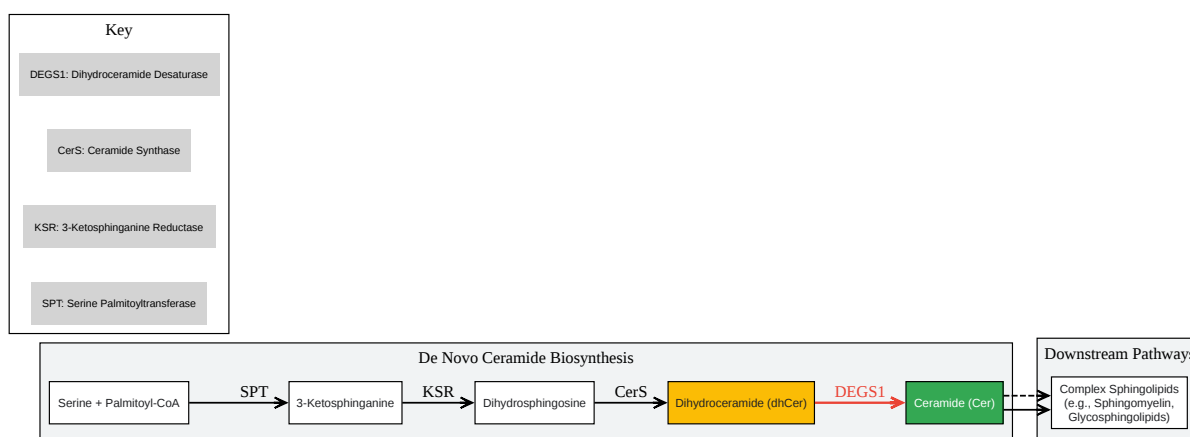 Key
DEGS1: Dihydroceramide Desaturase
CerS: Ceramide Synthase
KSR: 3-Ketosphinganine Reductase
SPT: Serine Palmitoyltransferase
De Novo Ceramide Biosynthesis
Serine + Palmitoyl-CoA
SPT
3-Ketosphinganine
KSR
Dihydrosphingosine
CerS
Dihydroceramide (dhCer)
DEGS1
Ceramide (Cer)
Downstream Pathways
Complex Sphingolipids
(e.g., Sphingomyelin,
Glycosphingolipids)